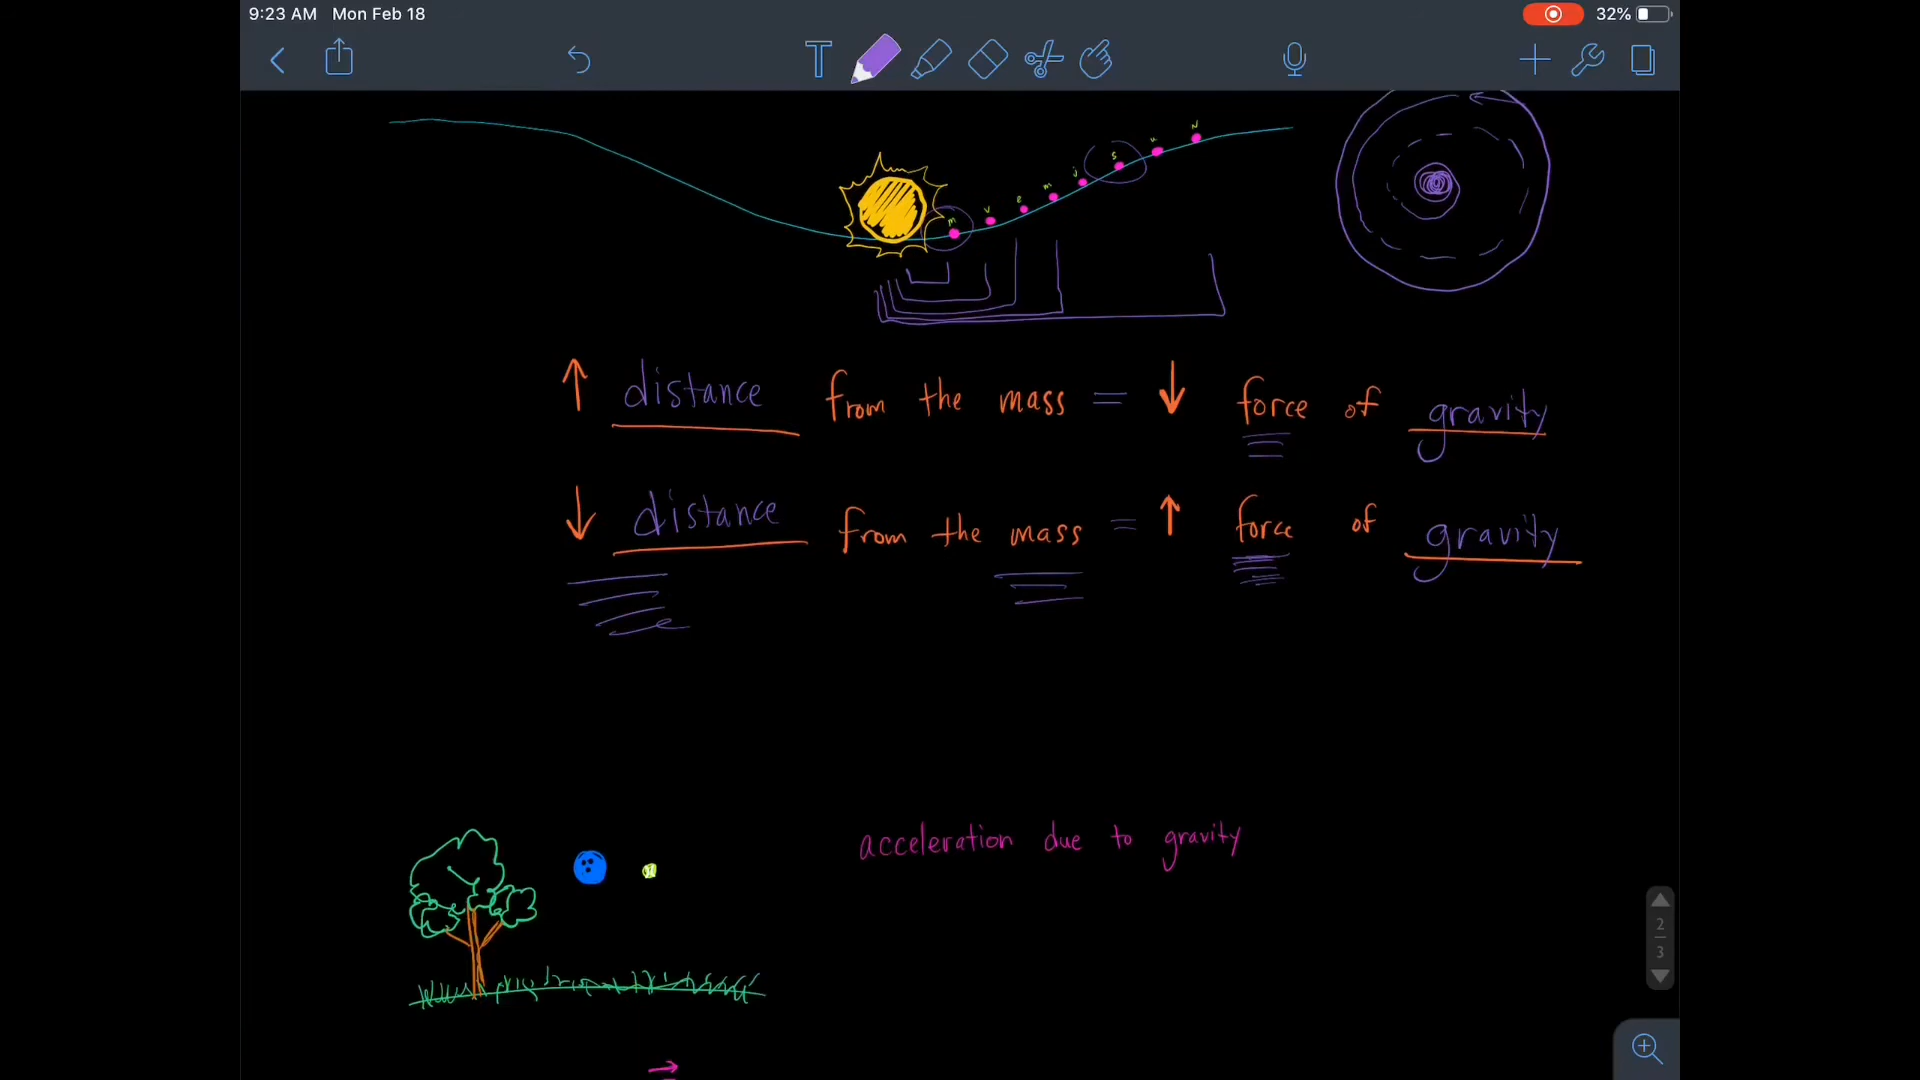 9:23 AM Mon Feb 18
32%
T
N
u
s
j
m
e
v
m
↑ distance from the mass = ↓ force of gravity
↓ distance from the mass = ↑ force of gravity
acceleration due to gravity
2
3